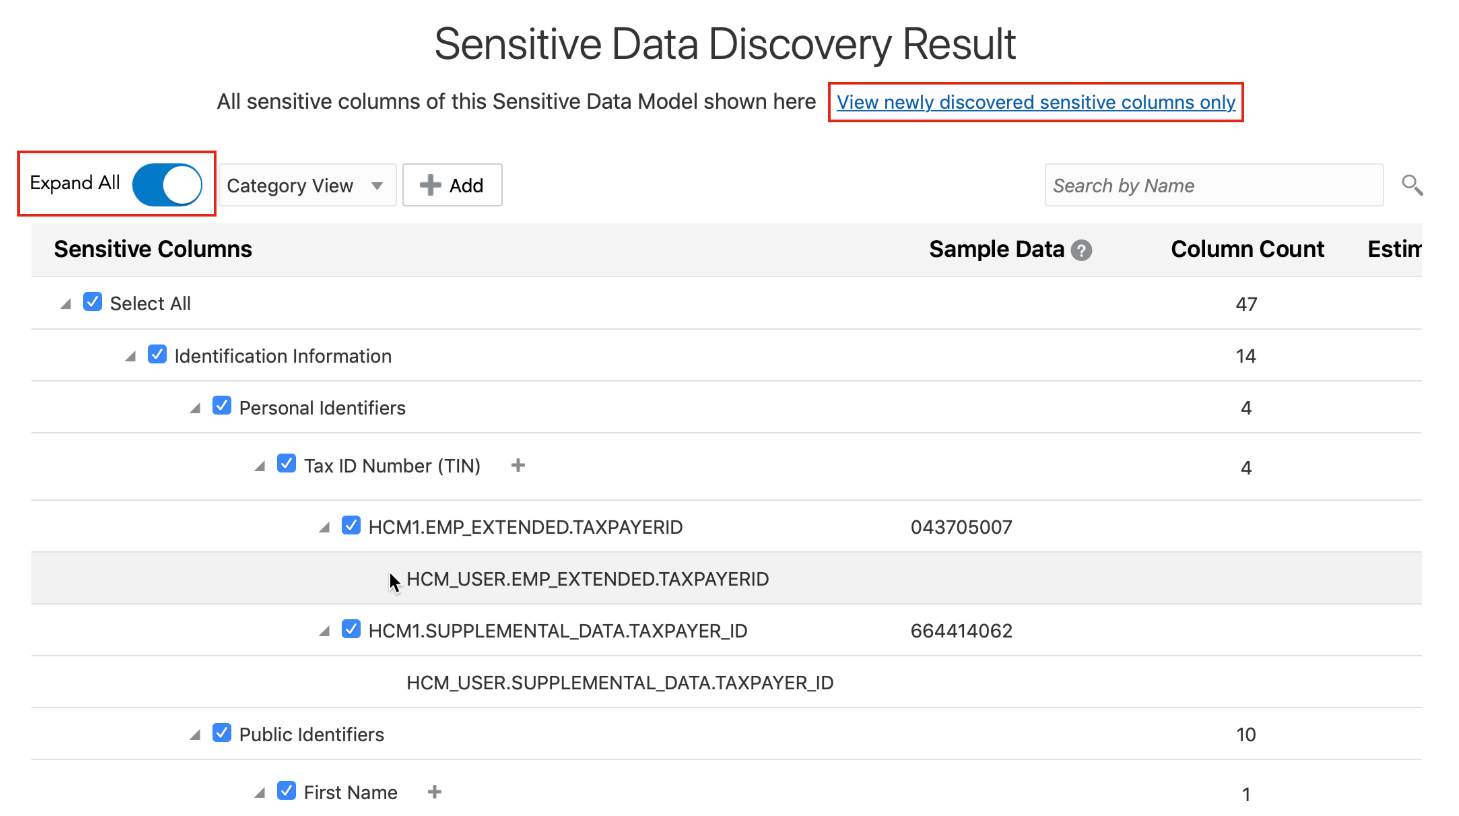 Sensitive Data Discovery Result
All sensitive columns of this Sensitive Data Model shown here View newly discovered sensitive columns only
Expand All Category View Add Search by Name
Sensitive Columns Sample Data ? Column Count Estim
Select All 47
Identification Information 14
Personal Identifiers 4
Tax ID Number (TIN) + 4
HCM1.EMP_EXTENDED.TAXPAYERID 043705007
HCM_USER.EMP_EXTENDED.TAXPAYERID
HCM1.SUPPLEMENTAL_DATA.TAXPAYER_ID 664414062
HCM_USER.SUPPLEMENTAL_DATA.TAXPAYER_ID
Public Identifiers 10
First Name + 1